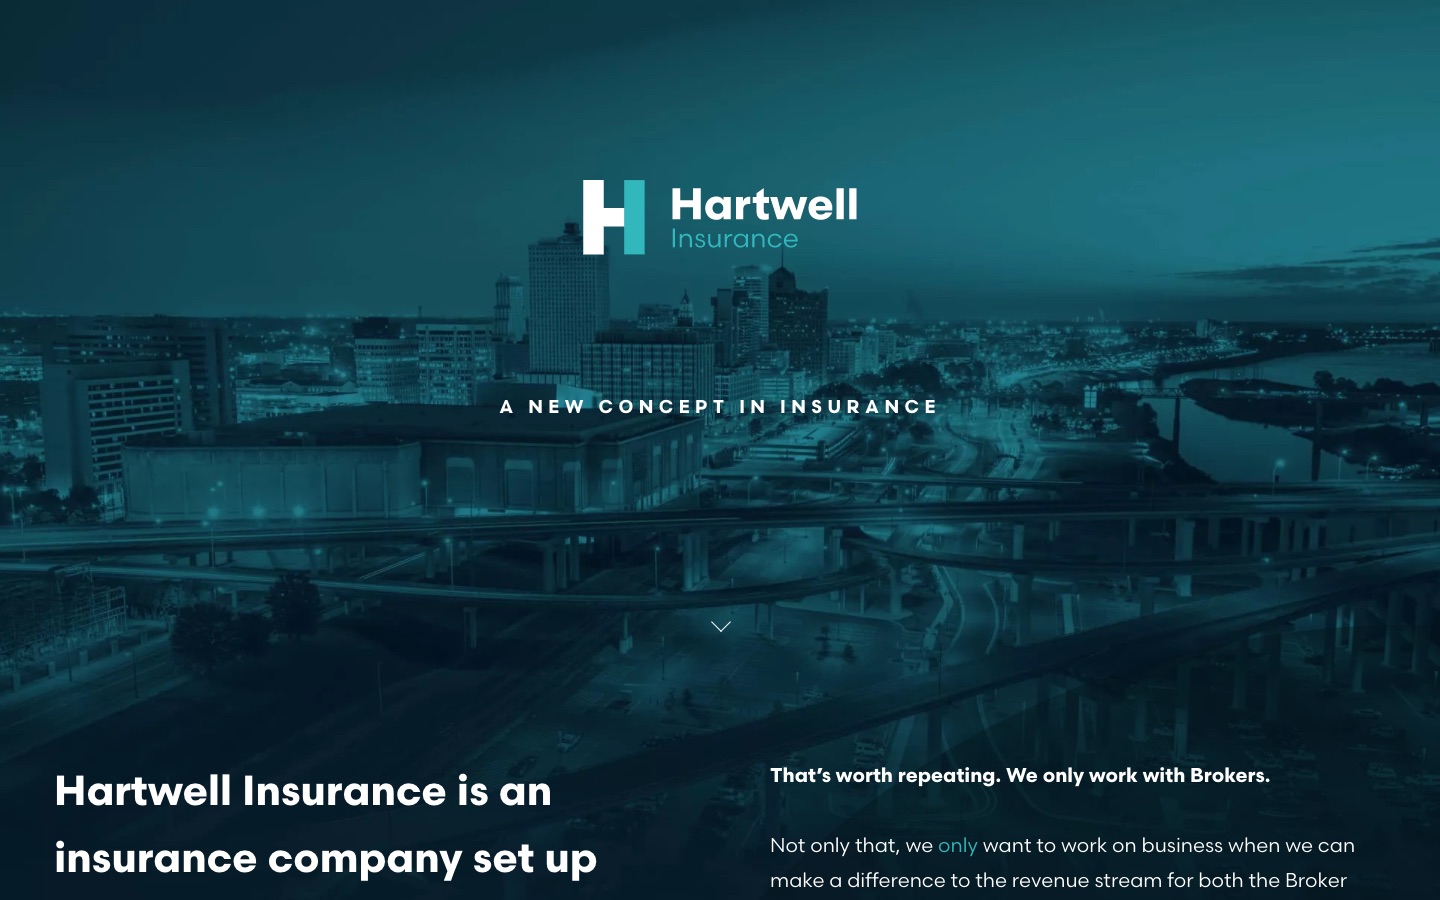 Hartwell
Insurance
A NEW CONCEPT IN INSURANCE
Hartwell Insurance is an
insurance company set up
That’s worth repeating. We only work with Brokers.
Not only that, we only want to work on business when we can
make a difference to the revenue stream for both the Broker